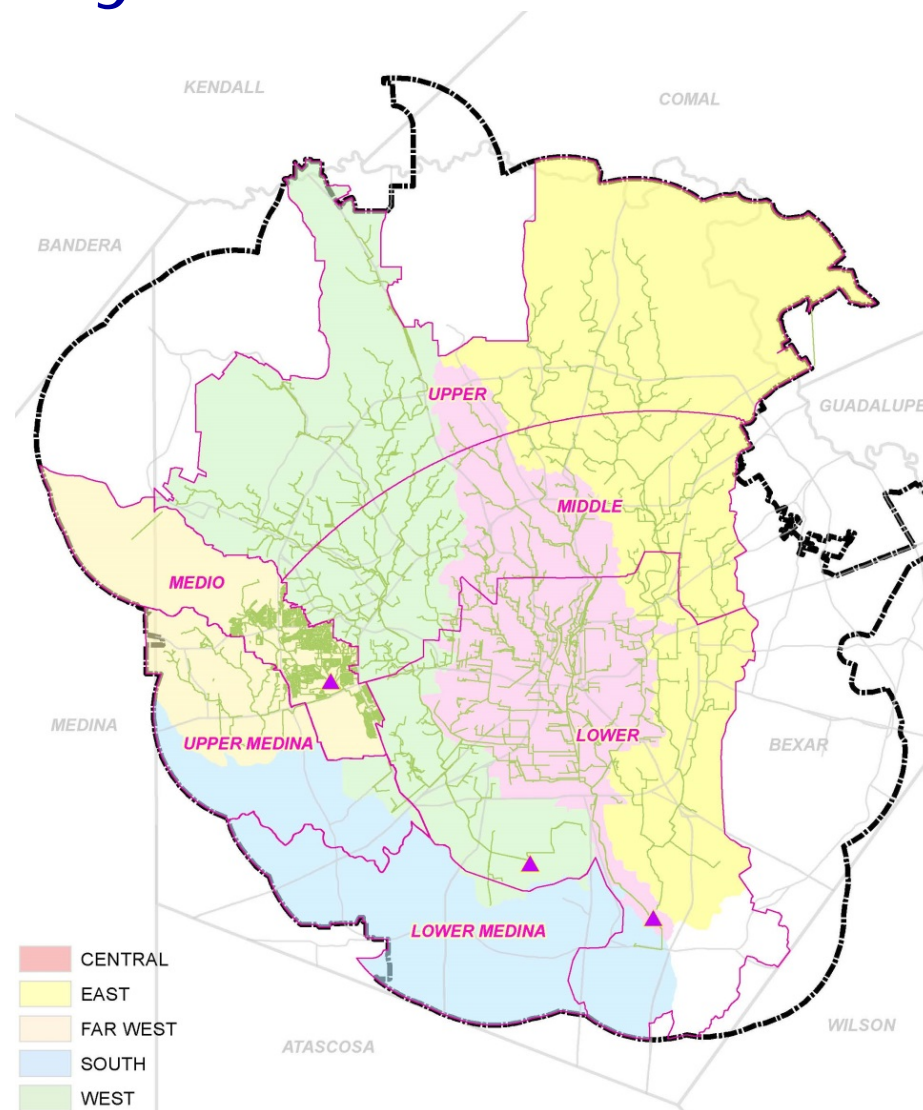 KENDALL
COMAL
BANDERA
GUADALUPE
UPPER
MIDDLE
MEDIO
MEDINA
UPPER MEDINA
LOWER
BEXAR
LOWER MEDINA
CENTRAL
EAST
FAR WEST
SOUTH
WEST
ATASCOSA
WILSON